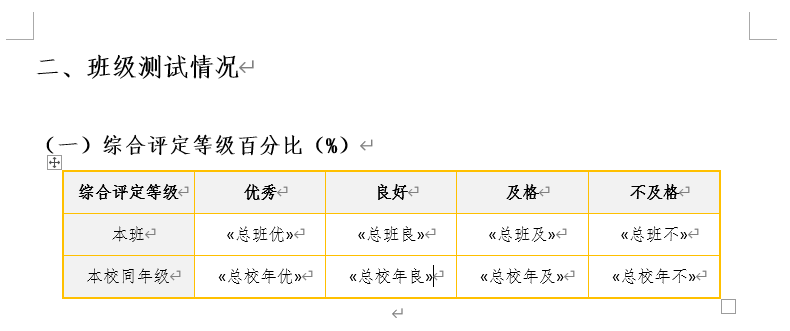 二、班级测试情况
（一）综合评定等级百分比（%）
综合评定等级 优秀 良好 及格 不及格
本班 «总班优» «总班良» «总班及» «总班不»
本校同年级 «总校年优» «总校年良» «总校年及» «总校年不»